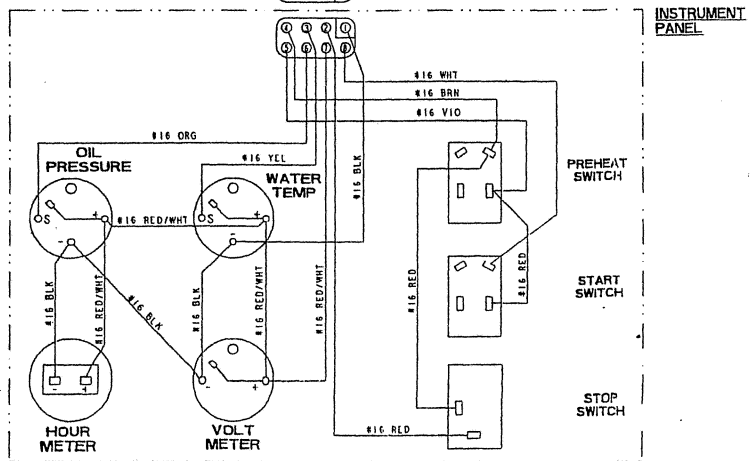 INSTRUMENT
PANEL
4 3 2 1
5 6 7 8
#16 WHT
#16 BRN
#16 VIO
#16 ORG
OIL
PRESSURE
#16 YEL
WATER
TEMP
#16 BLK
PREHEAT
SWITCH
S
+
#16 RED/WHT
S
+
-
-
#16 RED
#16 RED
START
SWITCH
#16 BLK
#16 RED/WHT
#16 BLK
#16 BLK
#16 RED/WHT
#16 RED/WHT
- +
- +
STOP
SWITCH
#16 RED
HOUR
METER
VOLT
METER